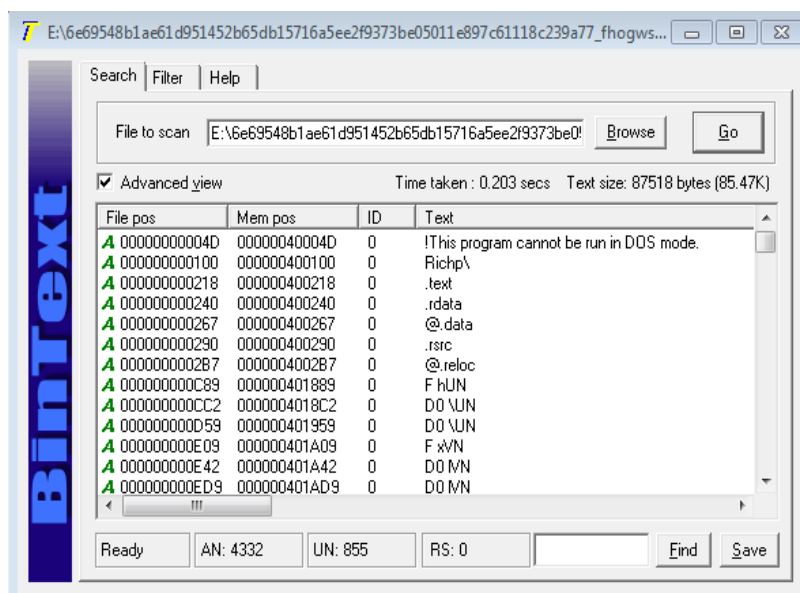 E:\6e69548b1ae61d951452b65db15716a5ee2f9373be05011e897c61118c239a77_fhogws...
Search Filter Help
File to scan E:\6e69548b1ae61d951452b65db15716a5ee2f9373be0! Browse Go
Advanced view Time taken : 0.203 secs Text size: 87518 bytes (85.47K)
File pos Mem pos ID Text
A 00000000004D 00000040004D 0 !This program cannot be run in DOS mode.
A 000000000100 000000400100 0 Richp\
A 000000000218 000000400218 0 .text
A 000000000240 000000400240 0 .rdata
A 000000000267 000000400267 0 @.data
A 000000000290 000000400290 0 .rsrc
A 0000000002B7 0000004002B7 0 @.reloc
A 000000000C89 000000401889 0 F hUN
A 000000000CC2 0000004018C2 0 D0 \UN
A 000000000D59 000000401959 0 D0 \UN
A 000000000E09 000000401A09 0 F xVN
A 000000000E42 000000401A42 0 D0 lVN
A 000000000ED9 000000401AD9 0 D0 lVN
BinText
Ready AN: 4332 UN: 855 RS: 0 Find Save